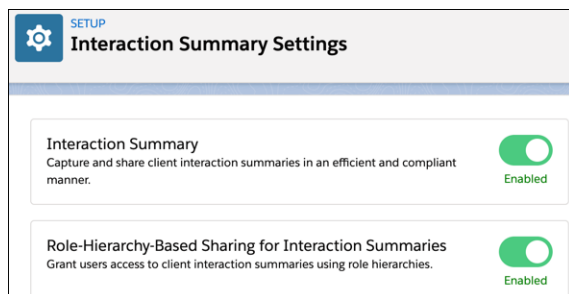 SETUP
Interaction Summary Settings
Interaction Summary
Capture and share client interaction summaries in an efficient and compliant
manner.
Enabled
Role-Hierarchy-Based Sharing for Interaction Summaries
Grant users access to client interaction summaries using role hierarchies.
Enabled